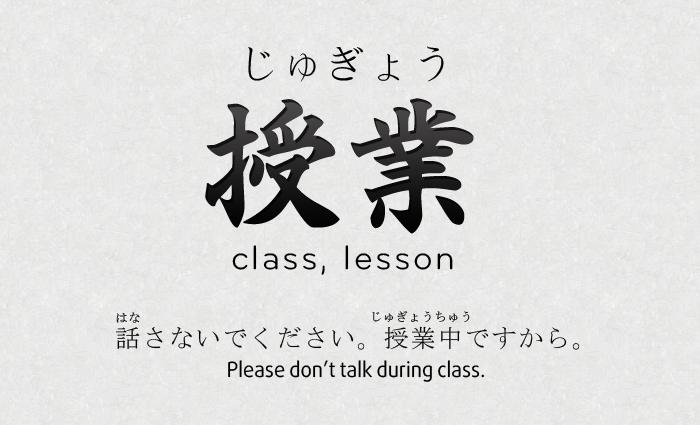 じゅぎょう
授業
class, lesson
はな じゅぎょうちゅう
話さないでください。授業中ですから。
Please don't talk during class.